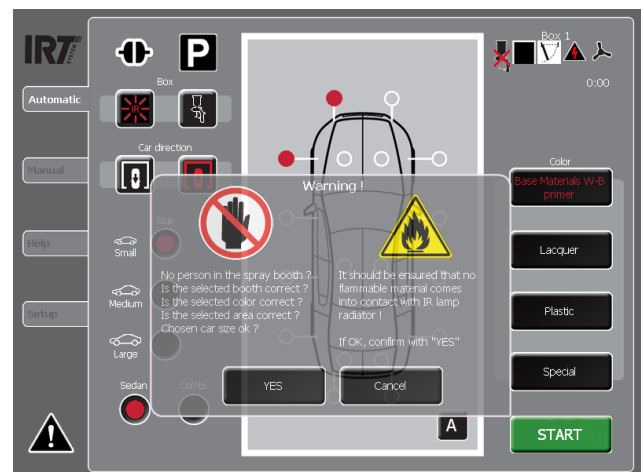 IRT
SYSTEM
P
Box 1
0:00
Box
IR
Automatic
Car direction
Manual
Color
Base Materials W-B
primer
Warning !
Size
Small
Help
Lacquer
No person in the spray booth ?
Is the selected booth correct ?
Is the selected color correct ?
Is the selected area correct ?
Chosen car size ok ?
It should be ensured that no
flammable material comes
into contact with IR lamp
radiator !
If OK, confirm with "YES"
Medium
Setup
Plastic
Large
Special
Sedan
Combi
YES
Cancel
A
START